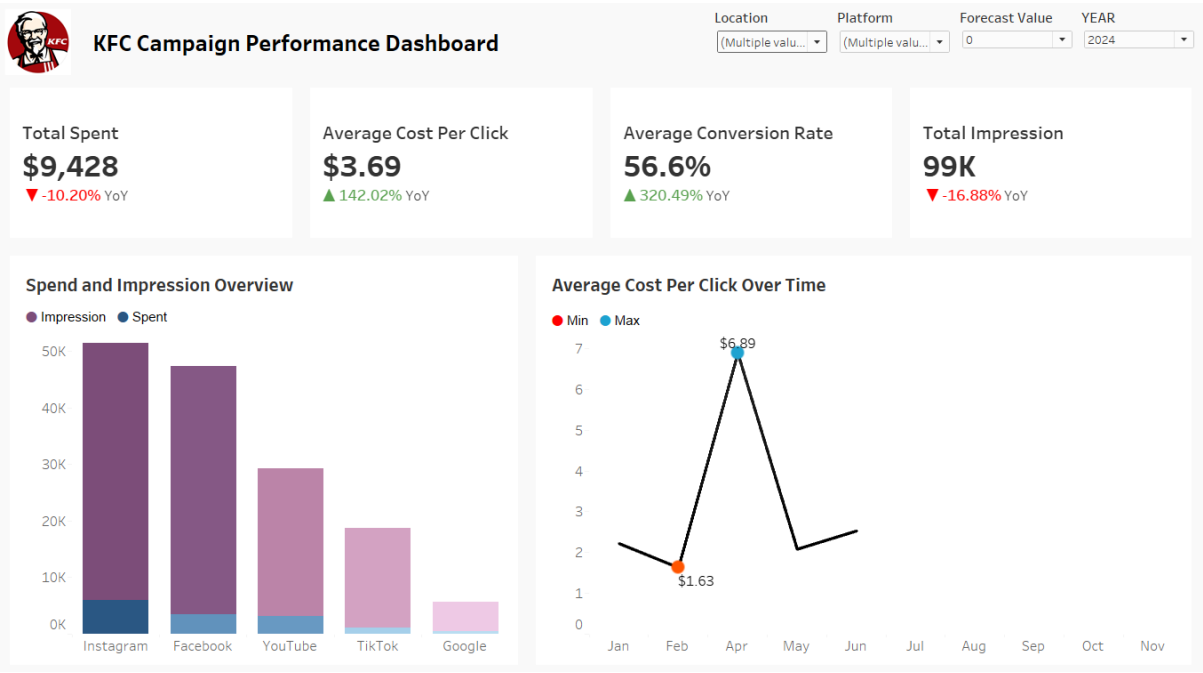 KFC
KFC Campaign Performance Dashboard
Location
(Multiple valu...
Platform
(Multiple valu...
Forecast Value
0
YEAR
2024
Total Spent
$9,428
▼ -10.20% YoY
Average Cost Per Click
$3.69
▲ 142.02% YoY
Average Conversion Rate
56.6%
▲ 320.49% YoY
Total Impression
99K
▼ -16.88% YoY
Spend and Impression Overview
Impression Spent
50K
40K
30K
20K
10K
0K
Instagram Facebook YouTube TikTok Google
Average Cost Per Click Over Time
Min Max
7
6
5
4
3
2
1
0
$6.89
$1.63
Jan Feb Apr May Jun Jul Aug Sep Oct Nov